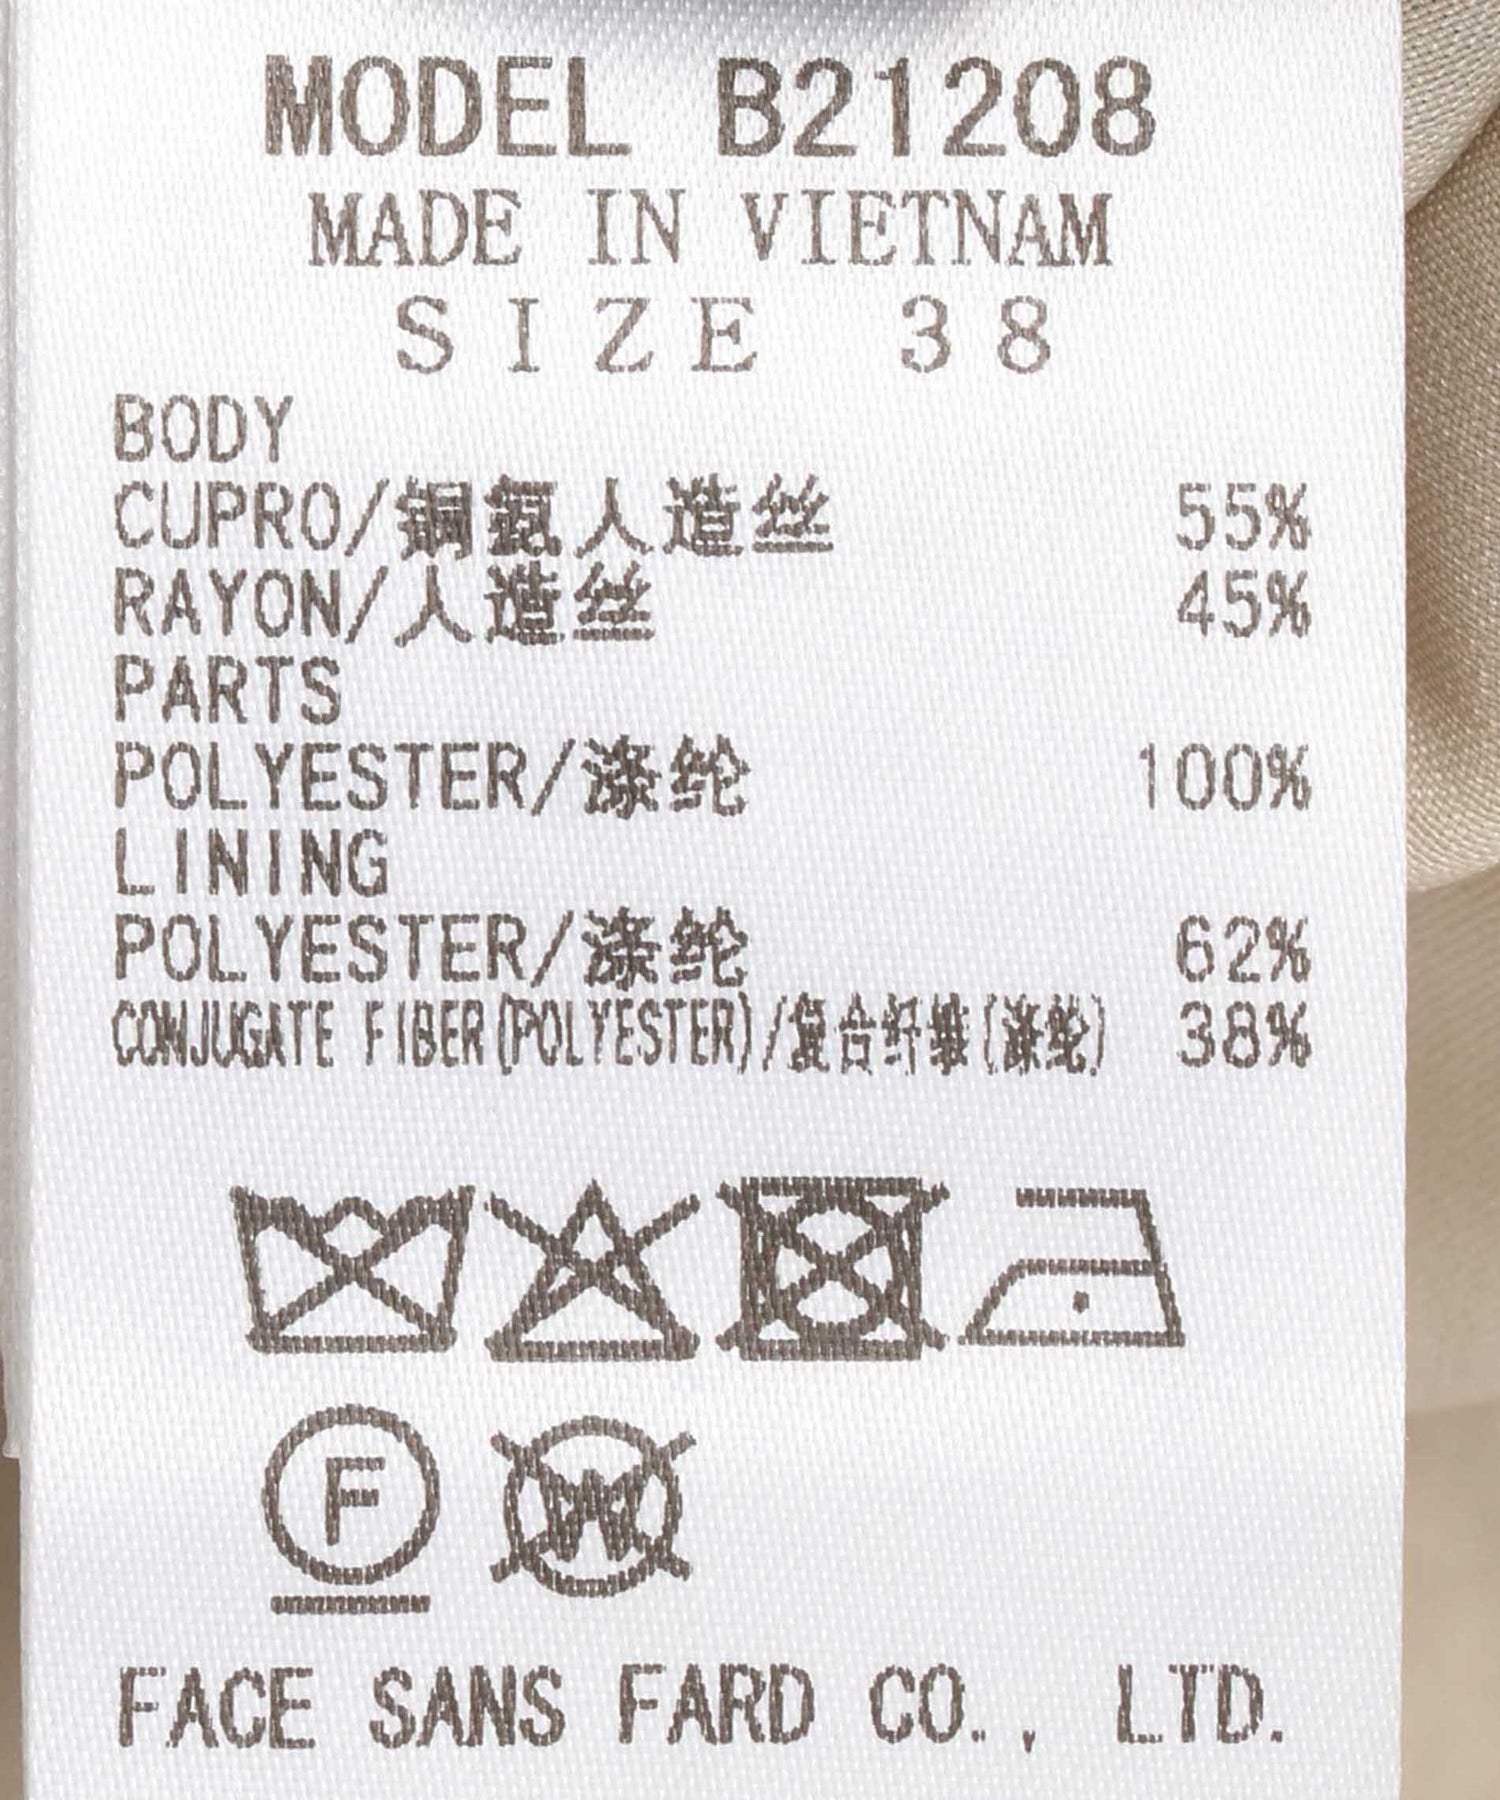 MODEL B21208
MADE IN VIETNAM
SIZE 38
BODY
CUPRO/铜氨人造丝 55%
RAYON/人造丝 45%
PARTS
POLYESTER/涤纶 100%
LINING
POLYESTER/涤纶 62%
CONJUGATE FIBER(POLYESTER)/复合纤维(涤纶) 38%
F W
FACE SANS FARD CO., LTD.